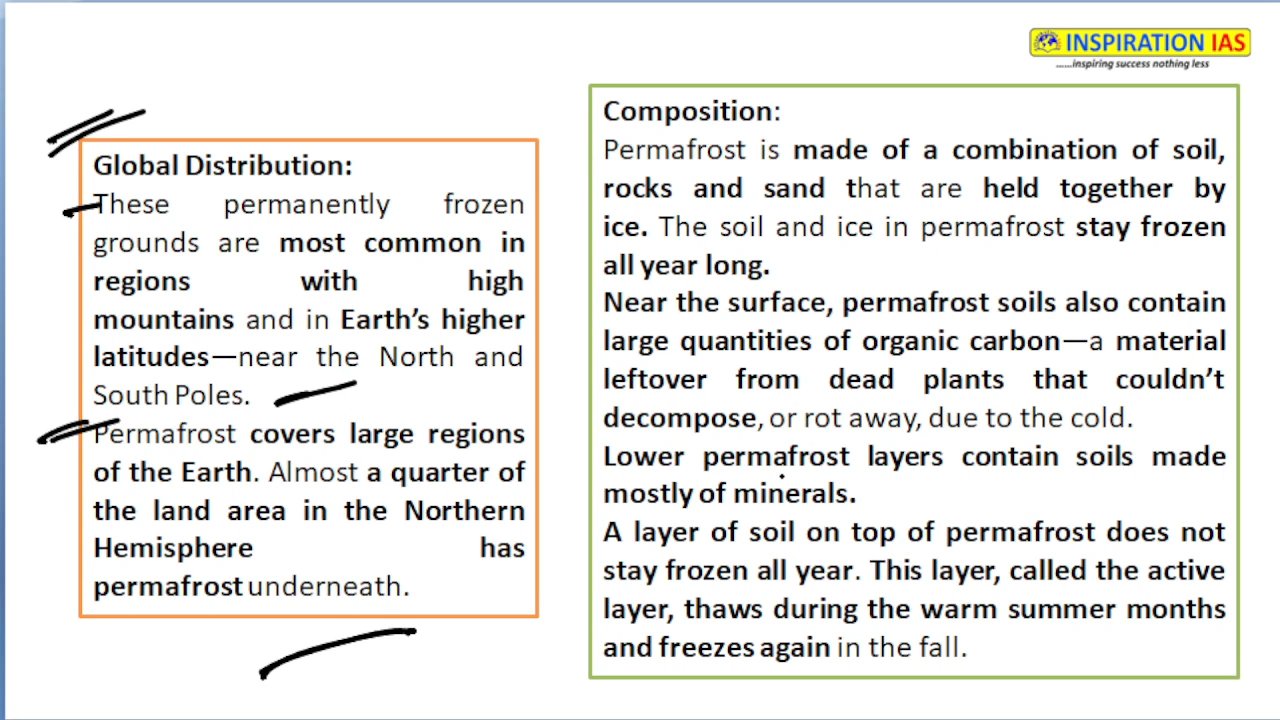 INSPIRATION IAS
......inspiring success nothing less
Global Distribution:
These permanently frozen
grounds are most common in
regions with high
mountains and in Earth's higher
latitudes—near the North and
South Poles.
Permafrost covers large regions
of the Earth. Almost a quarter of
the land area in the Northern
Hemisphere has
permafrost underneath.
Composition:
Permafrost is made of a combination of soil,
rocks and sand that are held together by
ice. The soil and ice in permafrost stay frozen
all year long.
Near the surface, permafrost soils also contain
large quantities of organic carbon—a material
leftover from dead plants that couldn't
decompose, or rot away, due to the cold.
Lower permafrost layers contain soils made
mostly of minerals.
A layer of soil on top of permafrost does not
stay frozen all year. This layer, called the active
layer, thaws during the warm summer months
and freezes again in the fall.